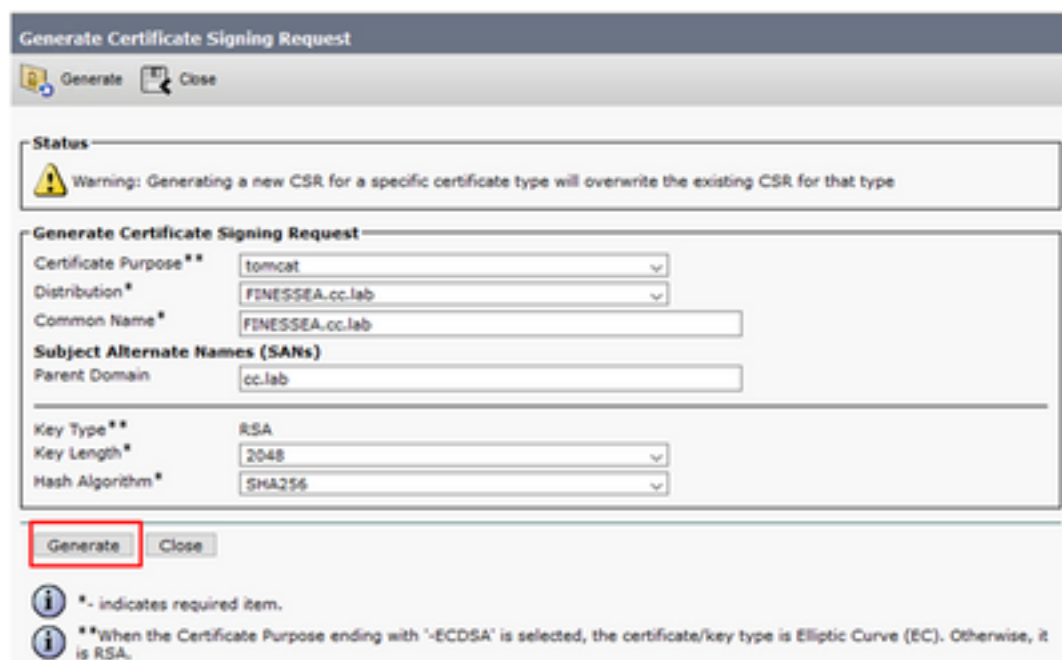 Generate Certificate Signing Request
Generate Close
Status
Warning: Generating a new CSR for a specific certificate type will overwrite the existing CSR for that type
Generate Certificate Signing Request
Certificate Purpose** tomcat
Distribution* FINESSEA.cc.lab
Common Name* FINESSEA.cc.lab
Subject Alternate Names (SANs)
Parent Domain cc.lab
Key Type** RSA
Key Length* 2048
Hash Algorithm* SHA256
Generate Close
*- indicates required item.
**When the Certificate Purpose ending with '-ECDSA' is selected, the certificate/key type is Elliptic Curve (EC). Otherwise, it
is RSA.